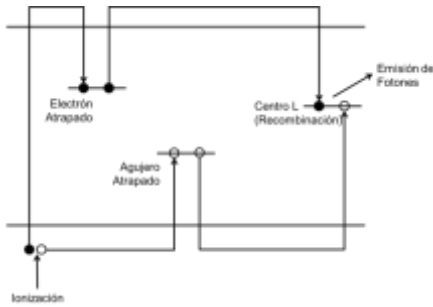 Emisión de
Fotones
Electrón
Atrapado
Centro L
(Recombinación)
Agujero
Atrapado
Ionización